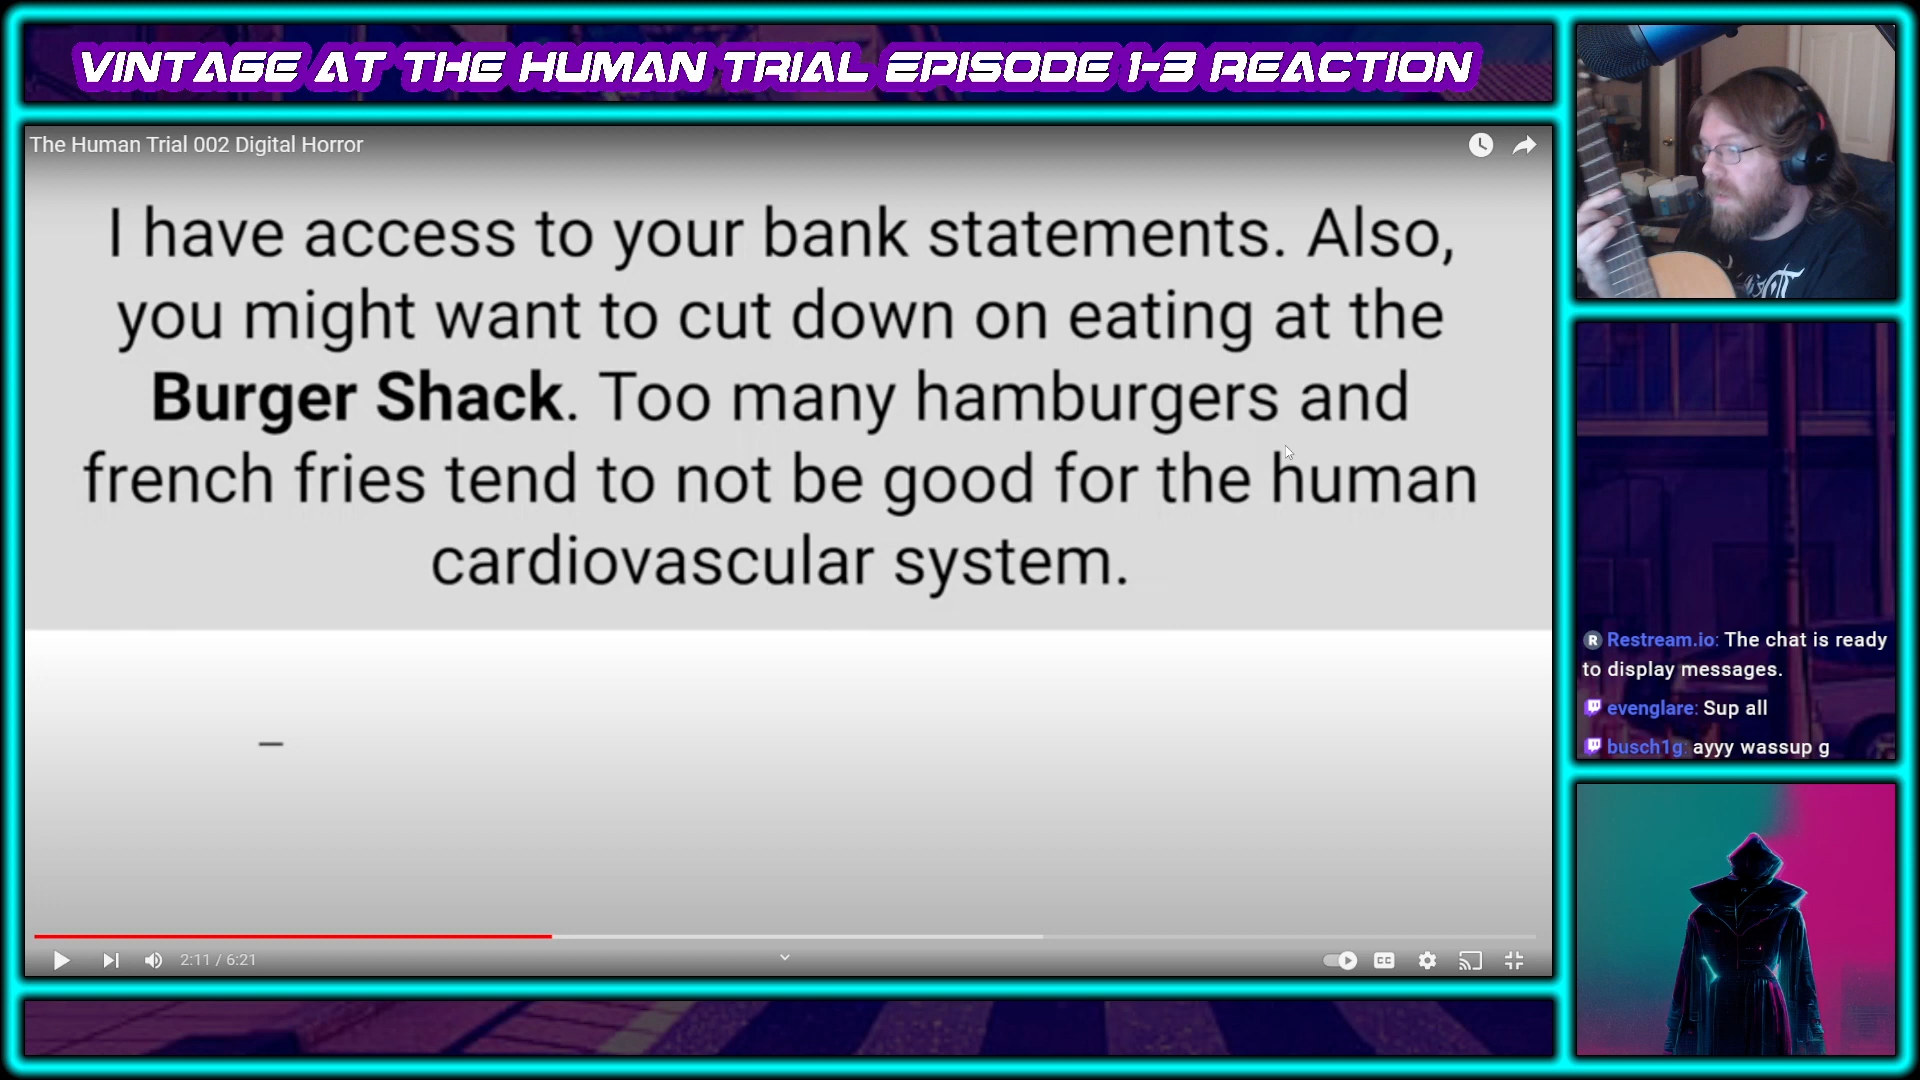 VINTAGE AT THE HUMAN TRIAL EPISODE 1-3 REACTION
The Human Trial 002 Digital Horror
I have access to your bank statements. Also,
you might want to cut down on eating at the
Burger Shack. Too many hamburgers and
french fries tend to not be good for the human
cardiovascular system.
_
2:11 / 6:21
CC
R Restream.io: The chat is ready
to display messages.
evenglare: Sup all
busch1g: ayyy wassup g